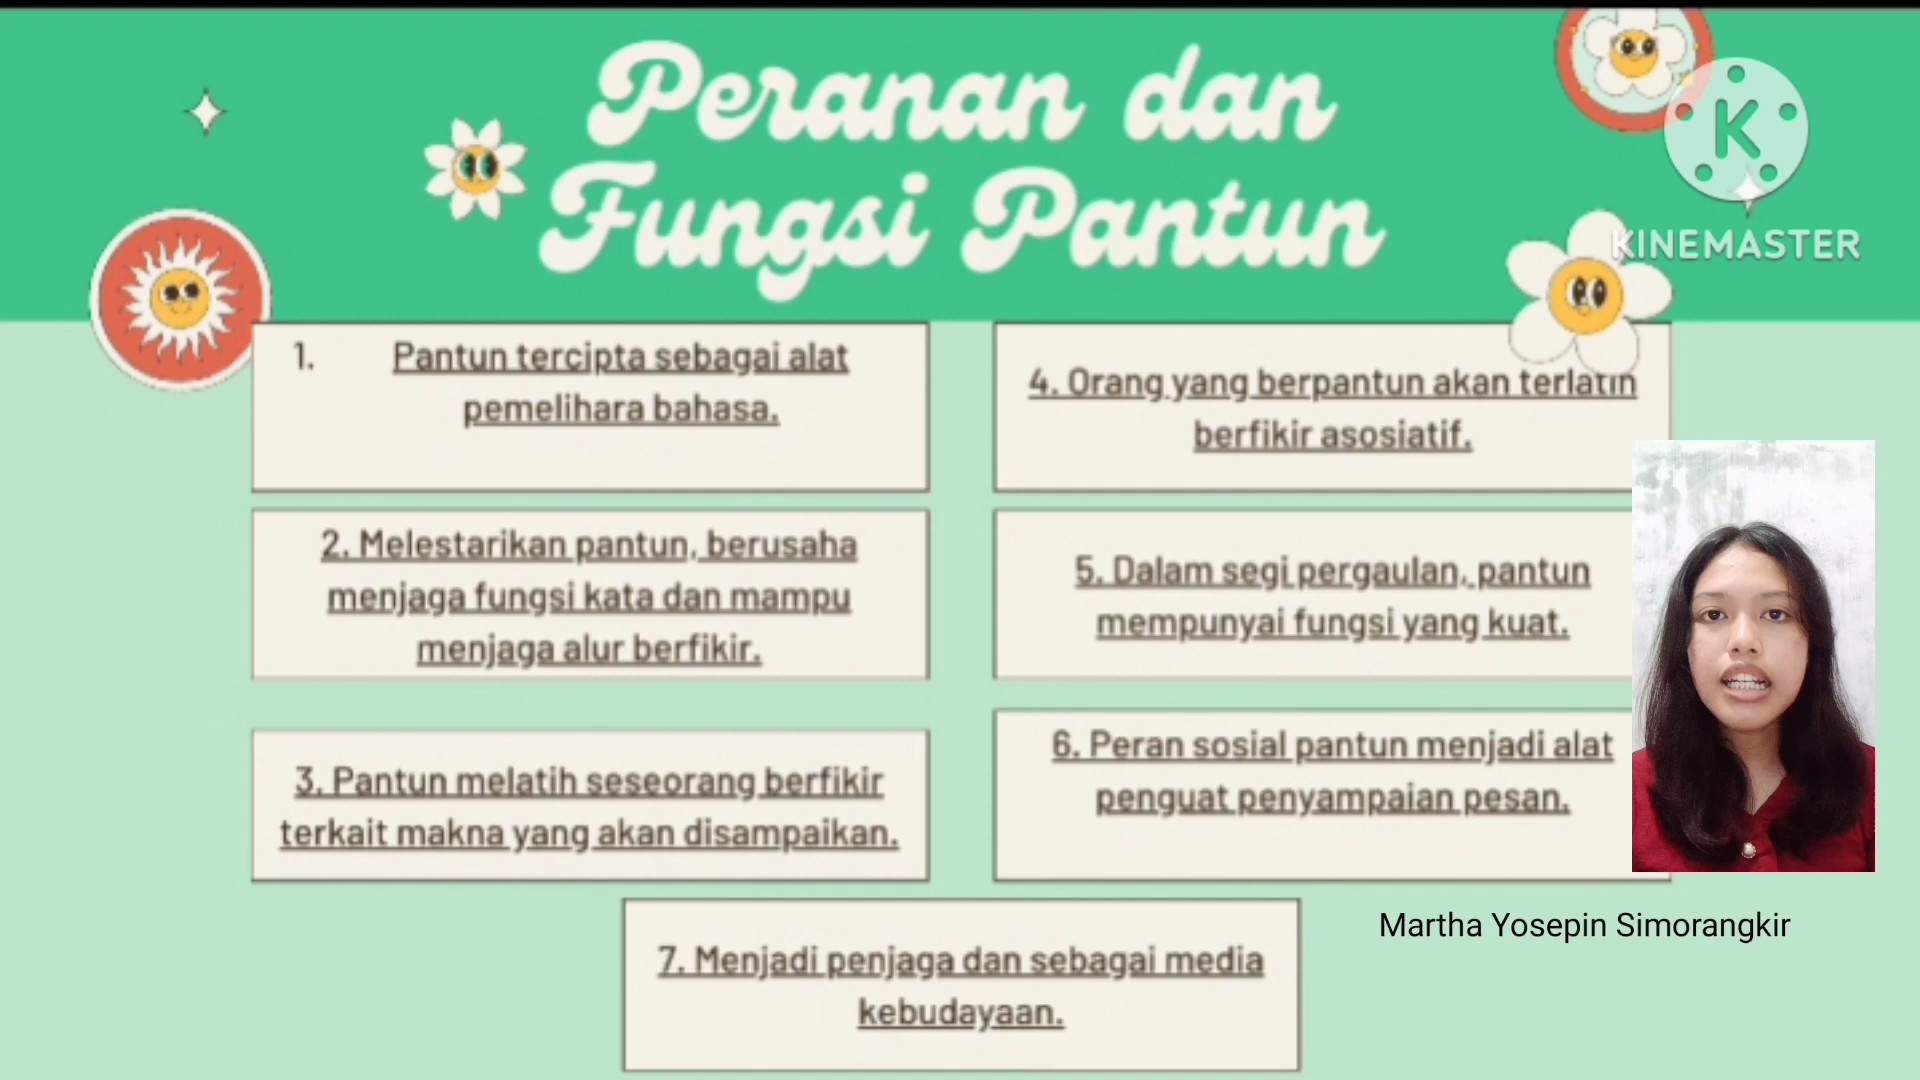 Peranan dan
Fungsi Pantun
K
KINEMASTER
1. Pantun tercipta sebagai alat
pemelihara bahasa.
2. Melestarikan pantun, berusaha
menjaga fungsi kata dan mampu
menjaga alur berfikir.
3. Pantun melatih seseorang berfikir
terkait makna yang akan disampaikan.
4. Orang yang berpantun akan terlatih
berfikir asosiatif.
5. Dalam segi pergaulan, pantun
mempunyai fungsi yang kuat.
6. Peran sosial pantun menjadi alat
penguat penyampaian pesan.
7. Menjadi penjaga dan sebagai media
kebudayaan.
Martha Yosepin Simorangkir